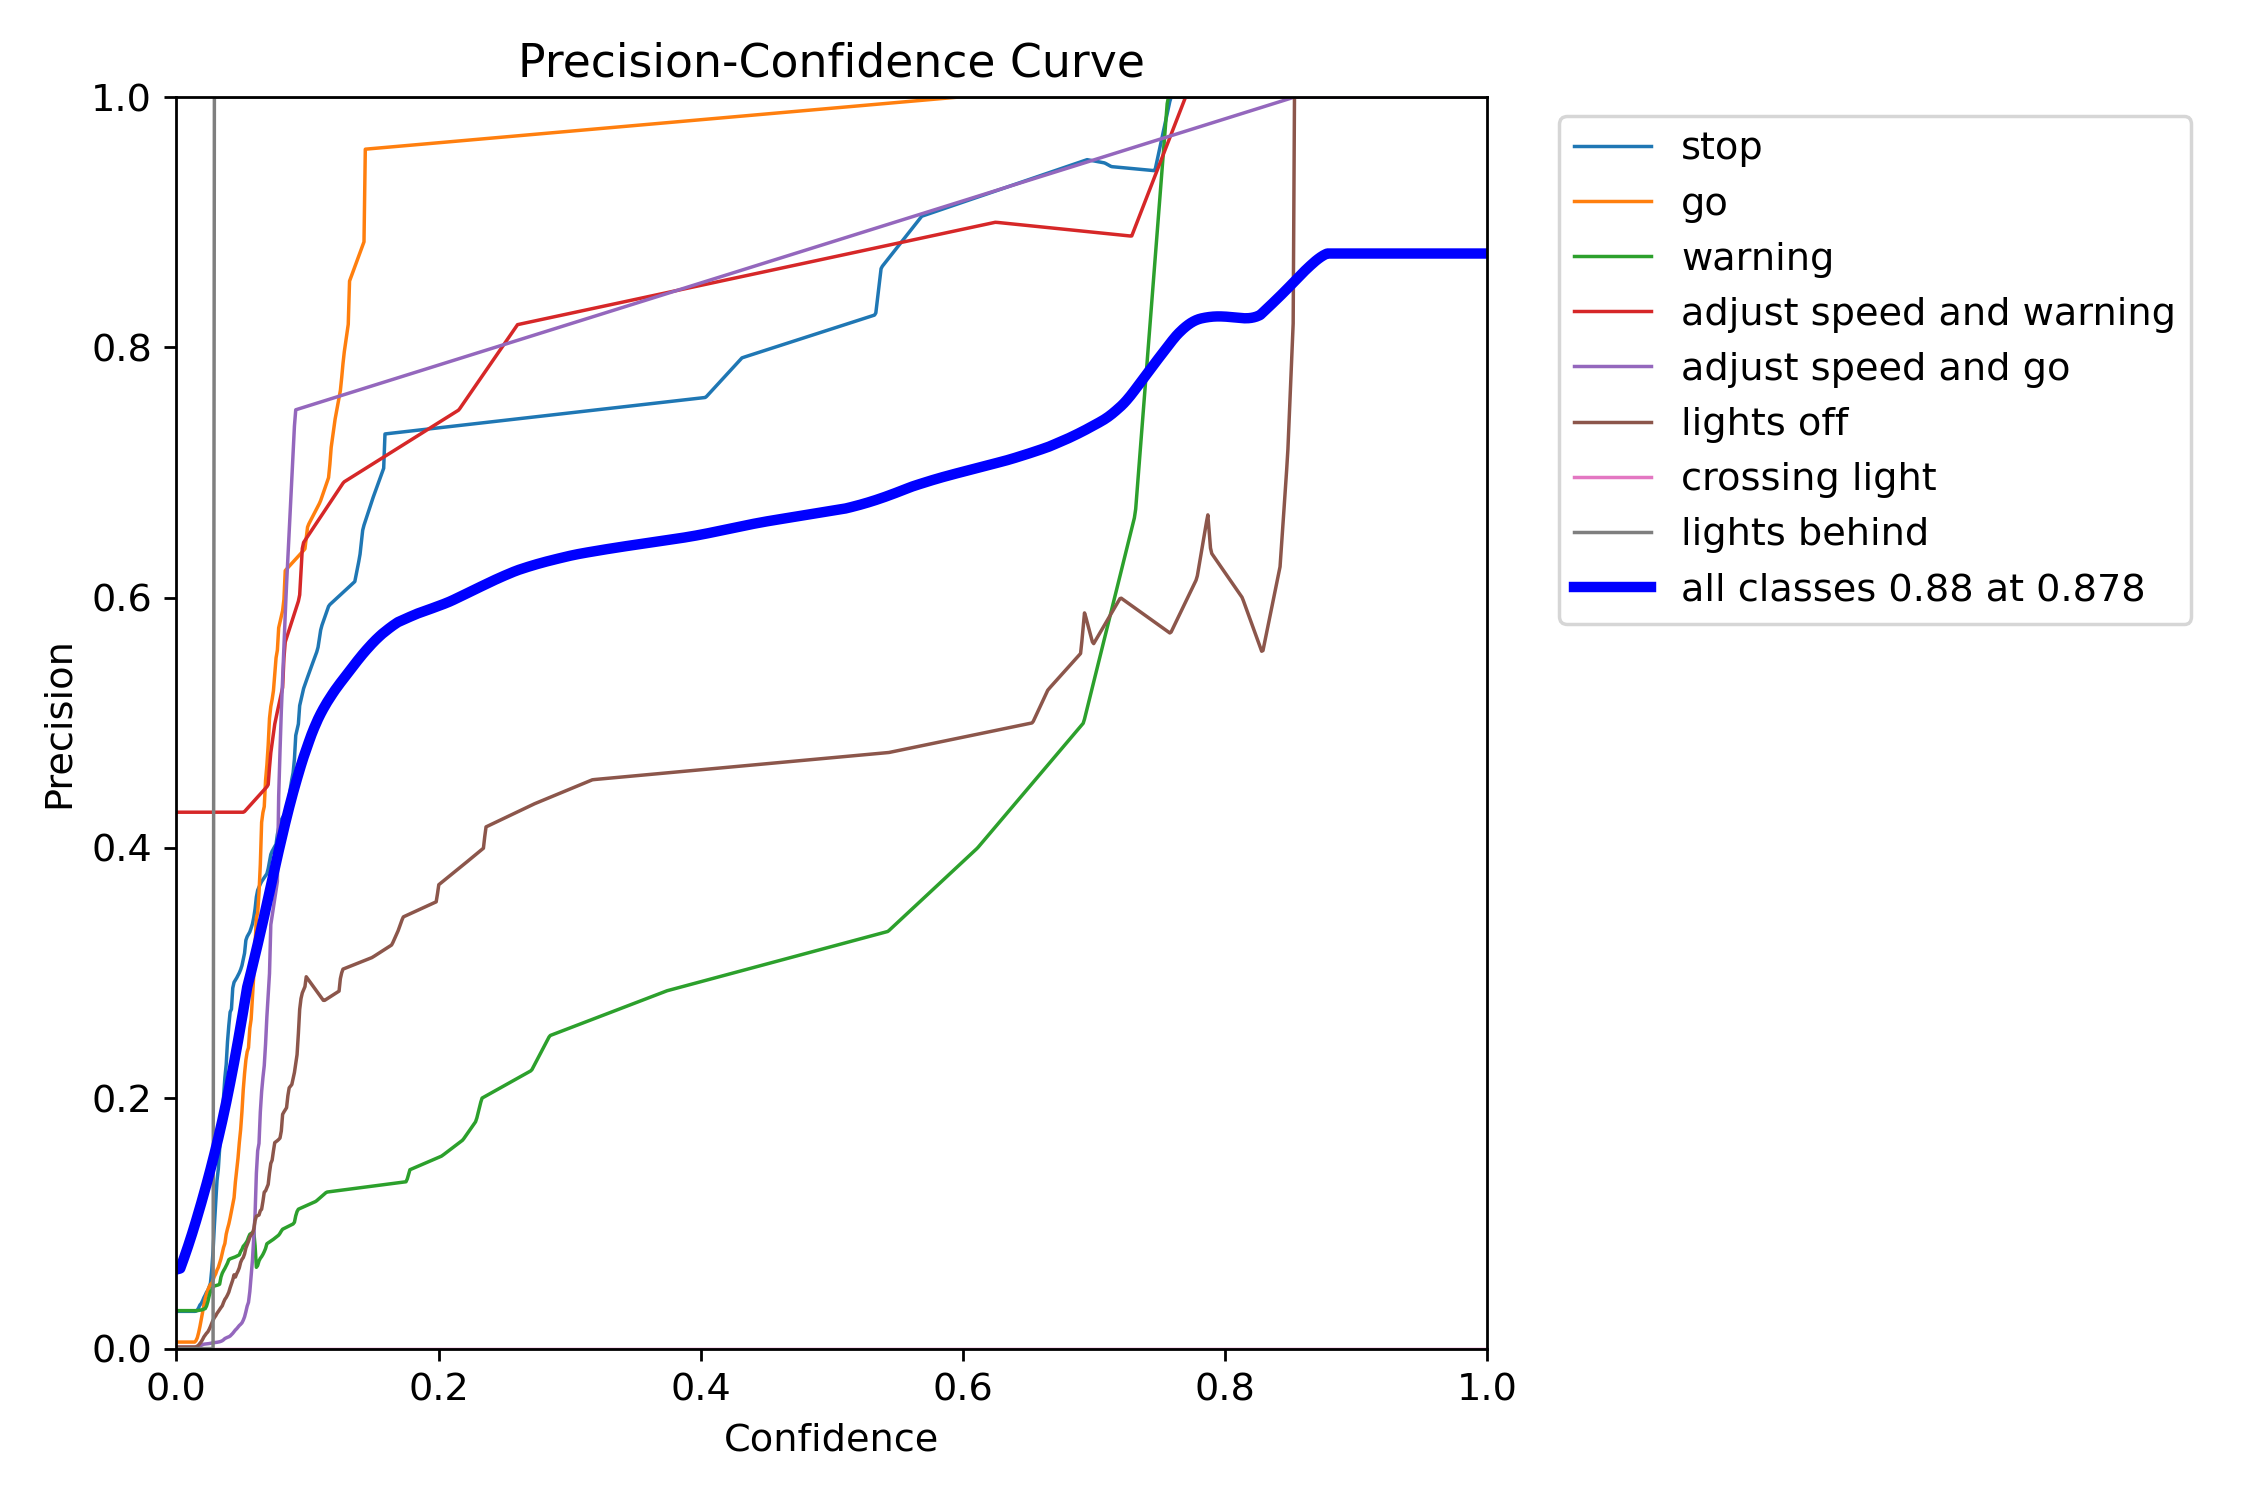 Precision-Confidence Curve
1.0
0.8
0.6
0.4
0.2
0.0
Precision
0.0 0.2 0.4 0.6 0.8 1.0
Confidence
stop
go
warning
adjust speed and warning
adjust speed and go
lights off
crossing light
lights behind
all classes 0.88 at 0.878